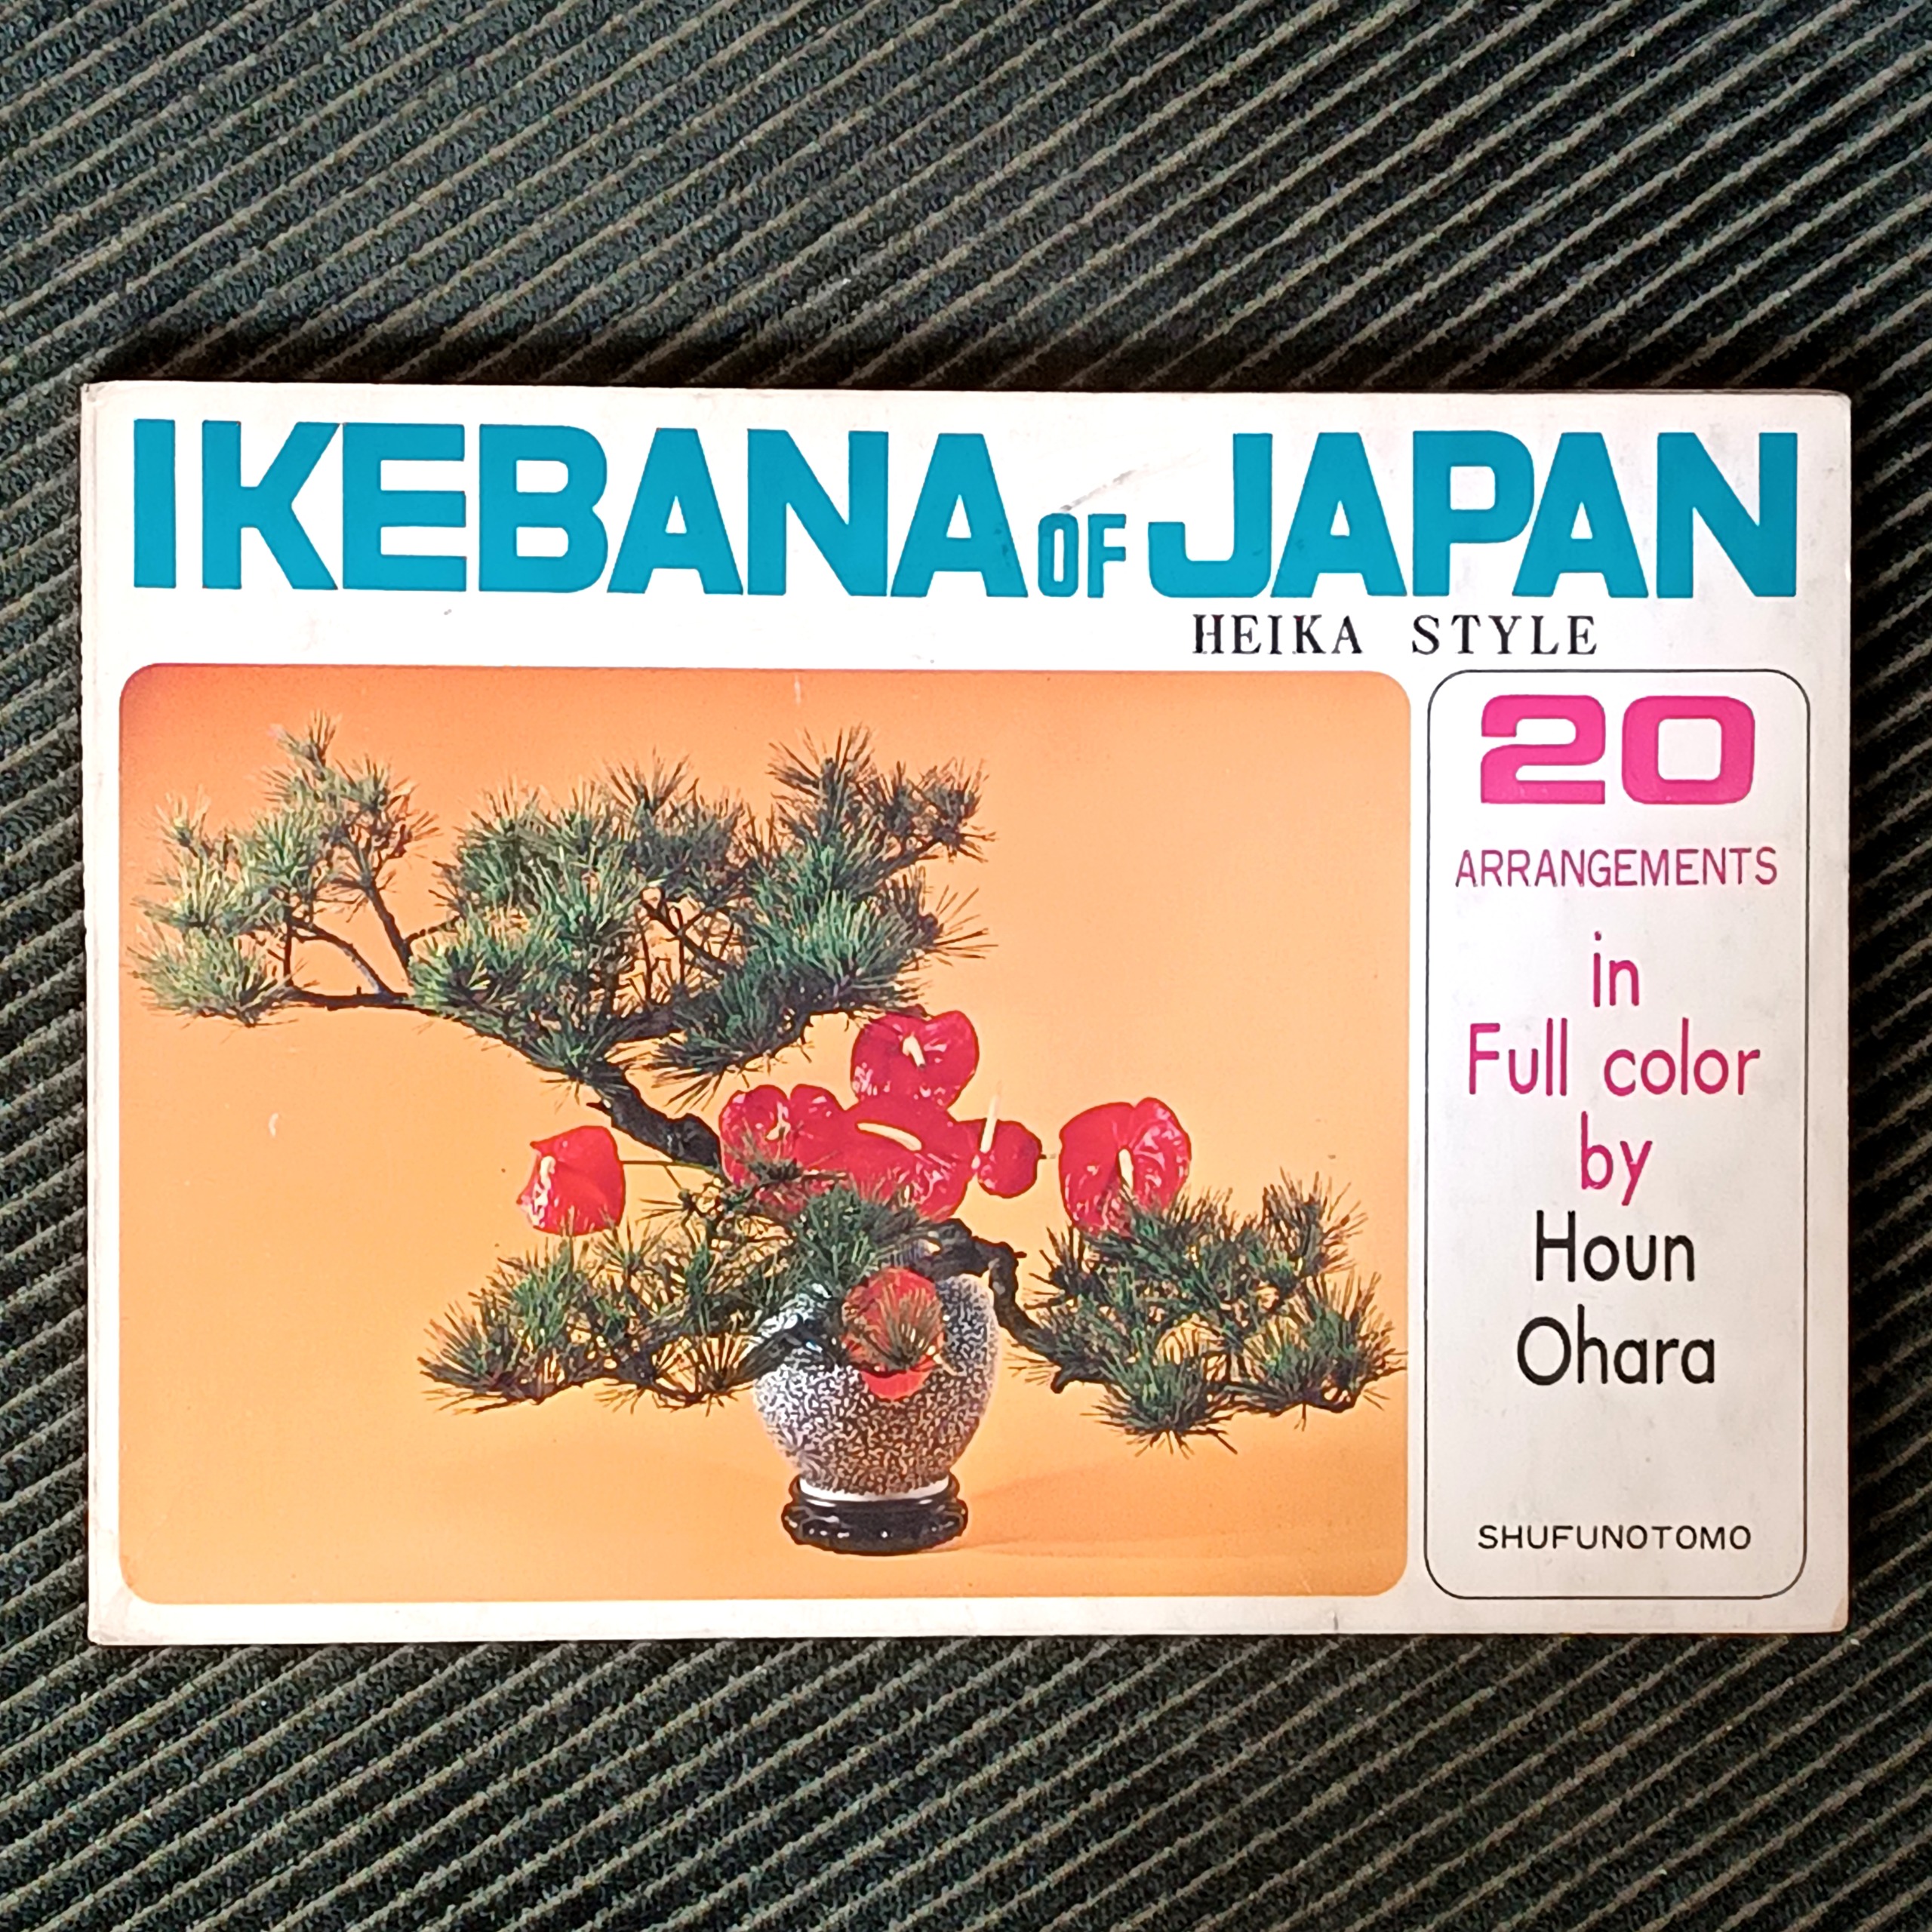 IKEBANA OF JAPAN
HEIKA STYLE
20
ARRANGEMENTS
in
Full color
by
Houn
Ohara
SHUFUNOTOMO